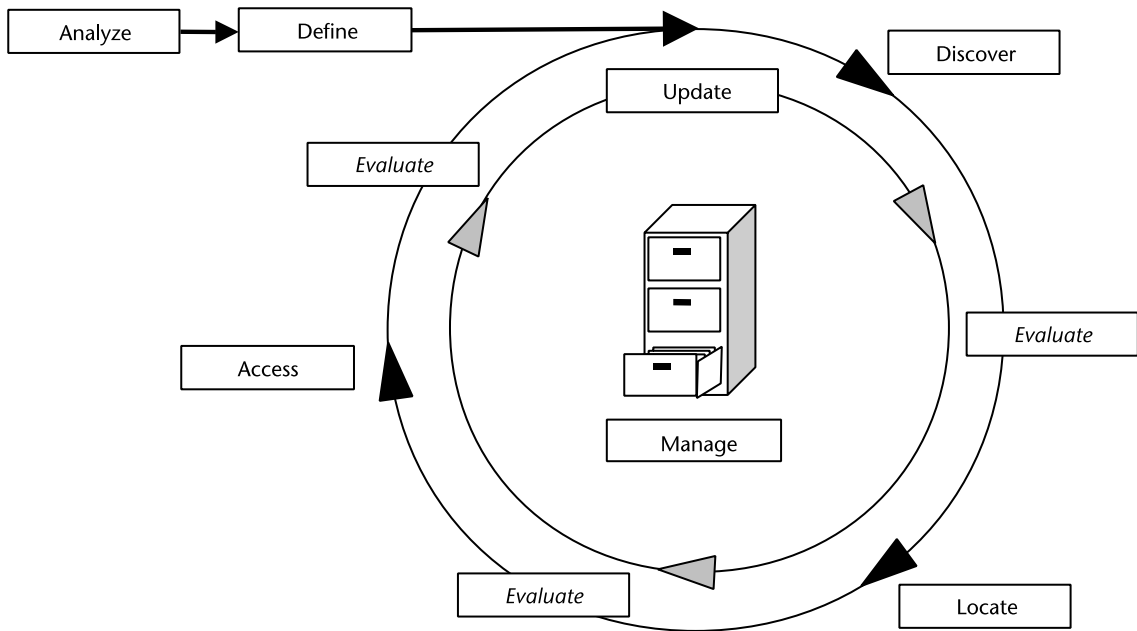 Analyze
Define
Discover
Update
Evaluate
Evaluate
Access
Manage
Evaluate
Locate